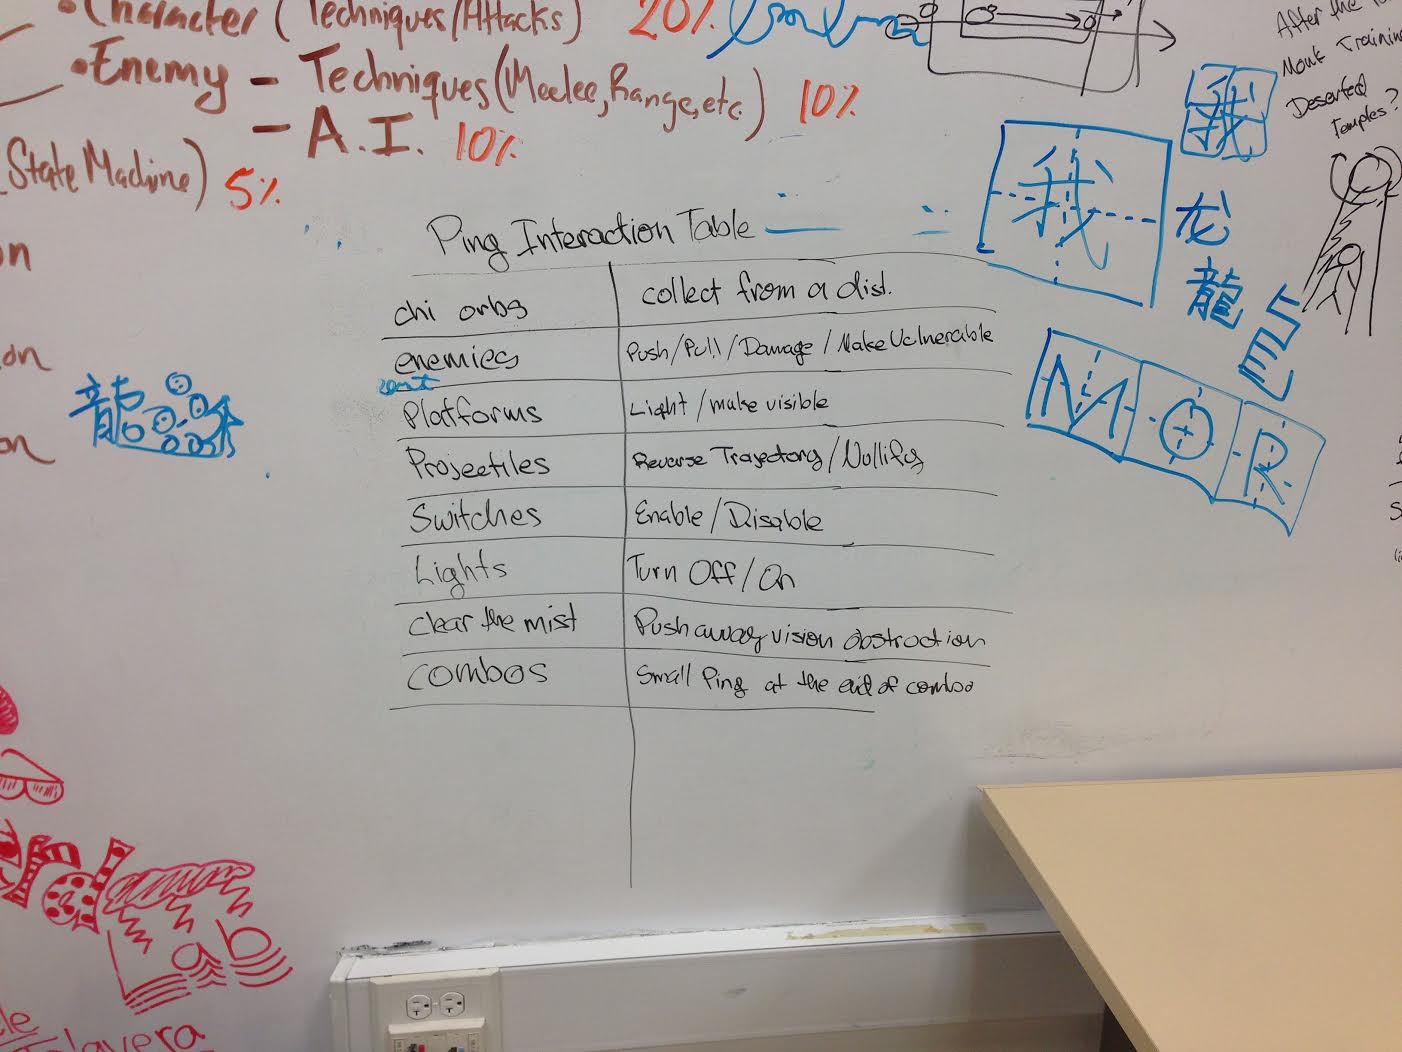 Character (Techniques/Attacks) 20%
Enemy - Techniques (Meelee, Range, etc.) 10%
- A.I. 10%
State Machine) 5%
After the
Monk Training
Deserted
Temples?
我
我
龙
龍
龍
M O R
Ping Interaction Table
chi orbs collect from a dist.
enemies Push/Pull/Damage/Make Vulnerable
Platforms Light/make visible
Projectiles Reverse Trajectory/Nullify
Switches Enable/Disable
Lights Turn Off/On
clear the mist Push away vision obstruction
combos Small Ping at the end of combo
on
on
on
ab